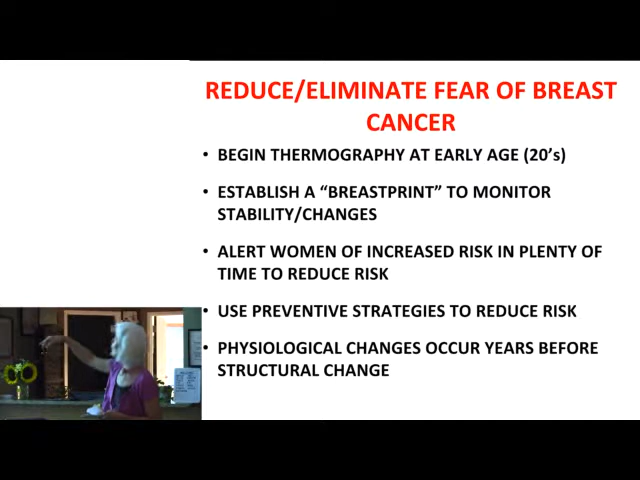 REDUCE/ELIMINATE FEAR OF BREAST
CANCER
• BEGIN THERMOGRAPHY AT EARLY AGE (20's)
• ESTABLISH A “BREASTPRINT” TO MONITOR
STABILITY/CHANGES
• ALERT WOMEN OF INCREASED RISK IN PLENTY OF
TIME TO REDUCE RISK
• USE PREVENTIVE STRATEGIES TO REDUCE RISK
• PHYSIOLOGICAL CHANGES OCCUR YEARS BEFORE
STRUCTURAL CHANGE